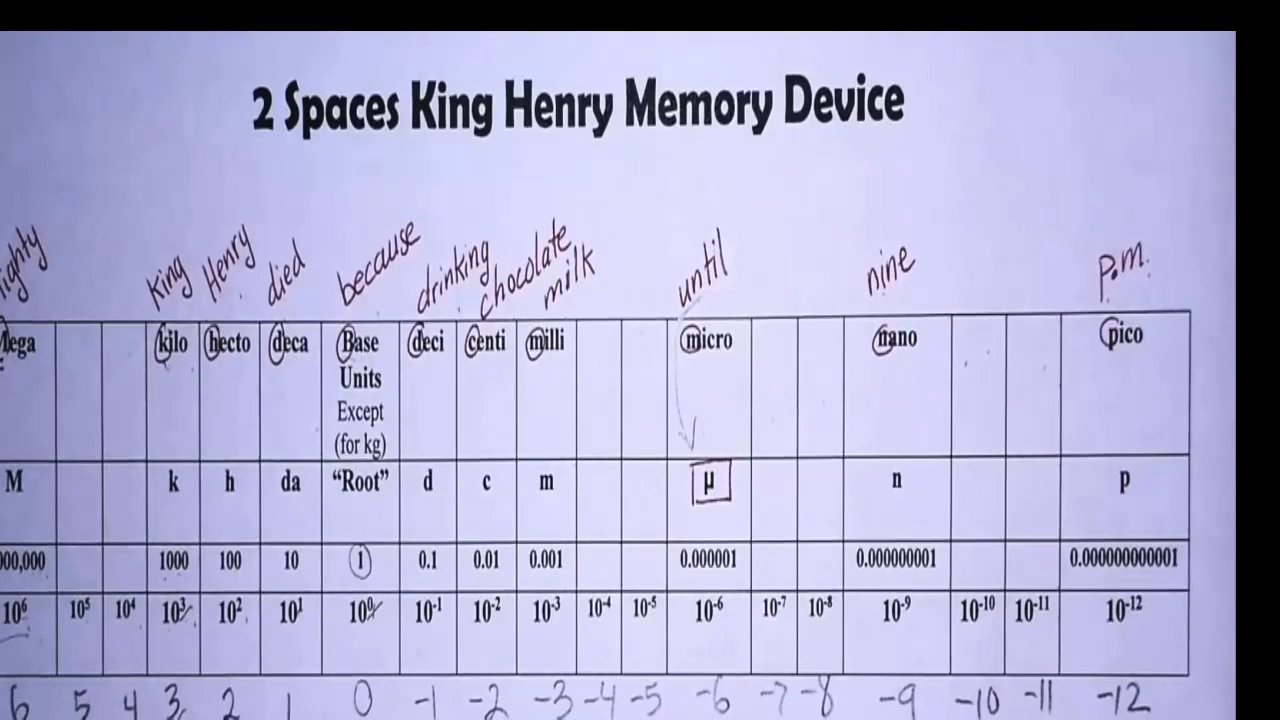 2 Spaces King Henry Memory Device
ighty King Henry died because drinking chocolate milk until nine p.m.
Mega kilo hecto deca Base deci centi milli micro nano pico
Units
Except
(for kg)
M k h da “Root” d c m μ n p
000,000 1000 100 10 1 0.1 0.01 0.001 0.000001 0.000000001 0.000000000001
10⁶ 10⁵ 10⁴ 10³ 10² 10¹ 10⁰ 10⁻¹ 10⁻² 10⁻³ 10⁻⁴ 10⁻⁵ 10⁻⁶ 10⁻⁷ 10⁻⁸ 10⁻⁹ 10⁻¹⁰ 10⁻¹¹ 10⁻¹²
6 5 4 3 2 1 0 -1 -2 -3 -4 -5 -6 -7 -8 -9 -10 -11 -12